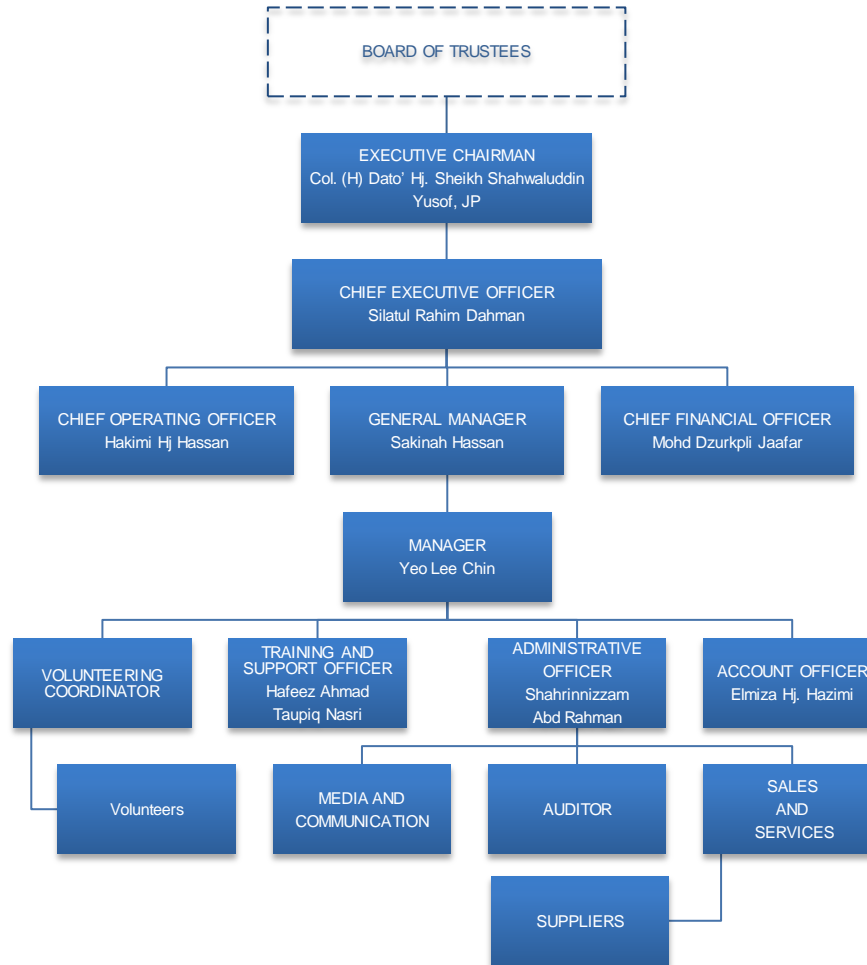 BOARD OF TRUSTEES
EXECUTIVE CHAIRMAN
Col. (H) Dato’ Hj. Sheikh Shahwaluddin
Yusof, JP
CHIEF EXECUTIVE OFFICER
Silatul Rahim Dahman
CHIEF OPERATING OFFICER
Hakimi Hj Hassan
GENERAL MANAGER
Sakinah Hassan
CHIEF FINANCIAL OFFICER
Mohd Dzurkpli Jaafar
MANAGER
Yeo Lee Chin
VOLUNTEERING
COORDINATOR
TRAINING AND
SUPPORT OFFICER
Hafeez Ahmad
Taupiq Nasri
ADMINISTRATIVE
OFFICER
Shahrinnizzam
Abd Rahman
ACCOUNT OFFICER
Elmiza Hj. Hazimi
Volunteers
MEDIA AND
COMMUNICATION
AUDITOR
SALES
AND
SERVICES
SUPPLIERS